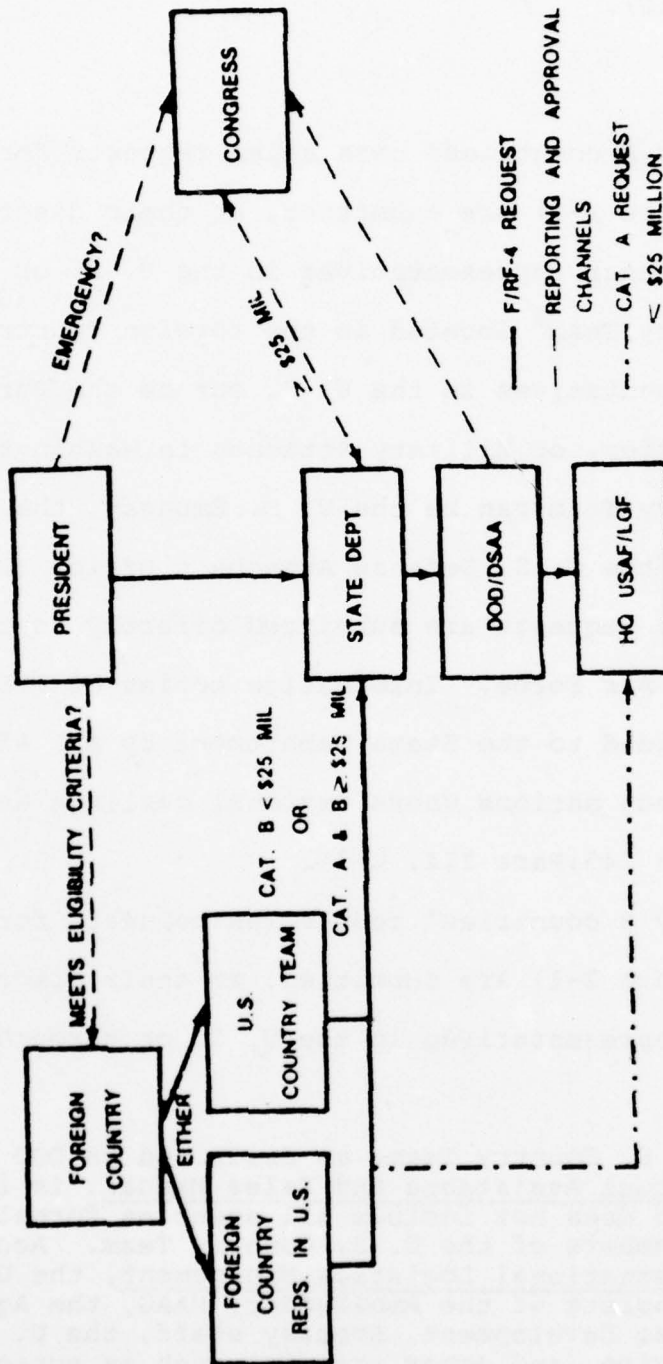 PRESIDENT
EMERGENCY?
CONGRESS
MEETS ELIGIBILITY CRITERIA?
FOREIGN
COUNTRY
EITHER
FOREIGN
COUNTRY
REPS. IN U.S.
U.S.
COUNTRY TEAM
CAT. B < $25 MIL
OR
CAT. A & B ≥ $25 MIL
≥ $25 MIL
STATE DEPT
DOD/DSAA
HQ USAF/LGF
F/RF-4 REQUEST
REPORTING AND APPROVAL
CHANNELS
CAT. A REQUEST
< $25 MILLION